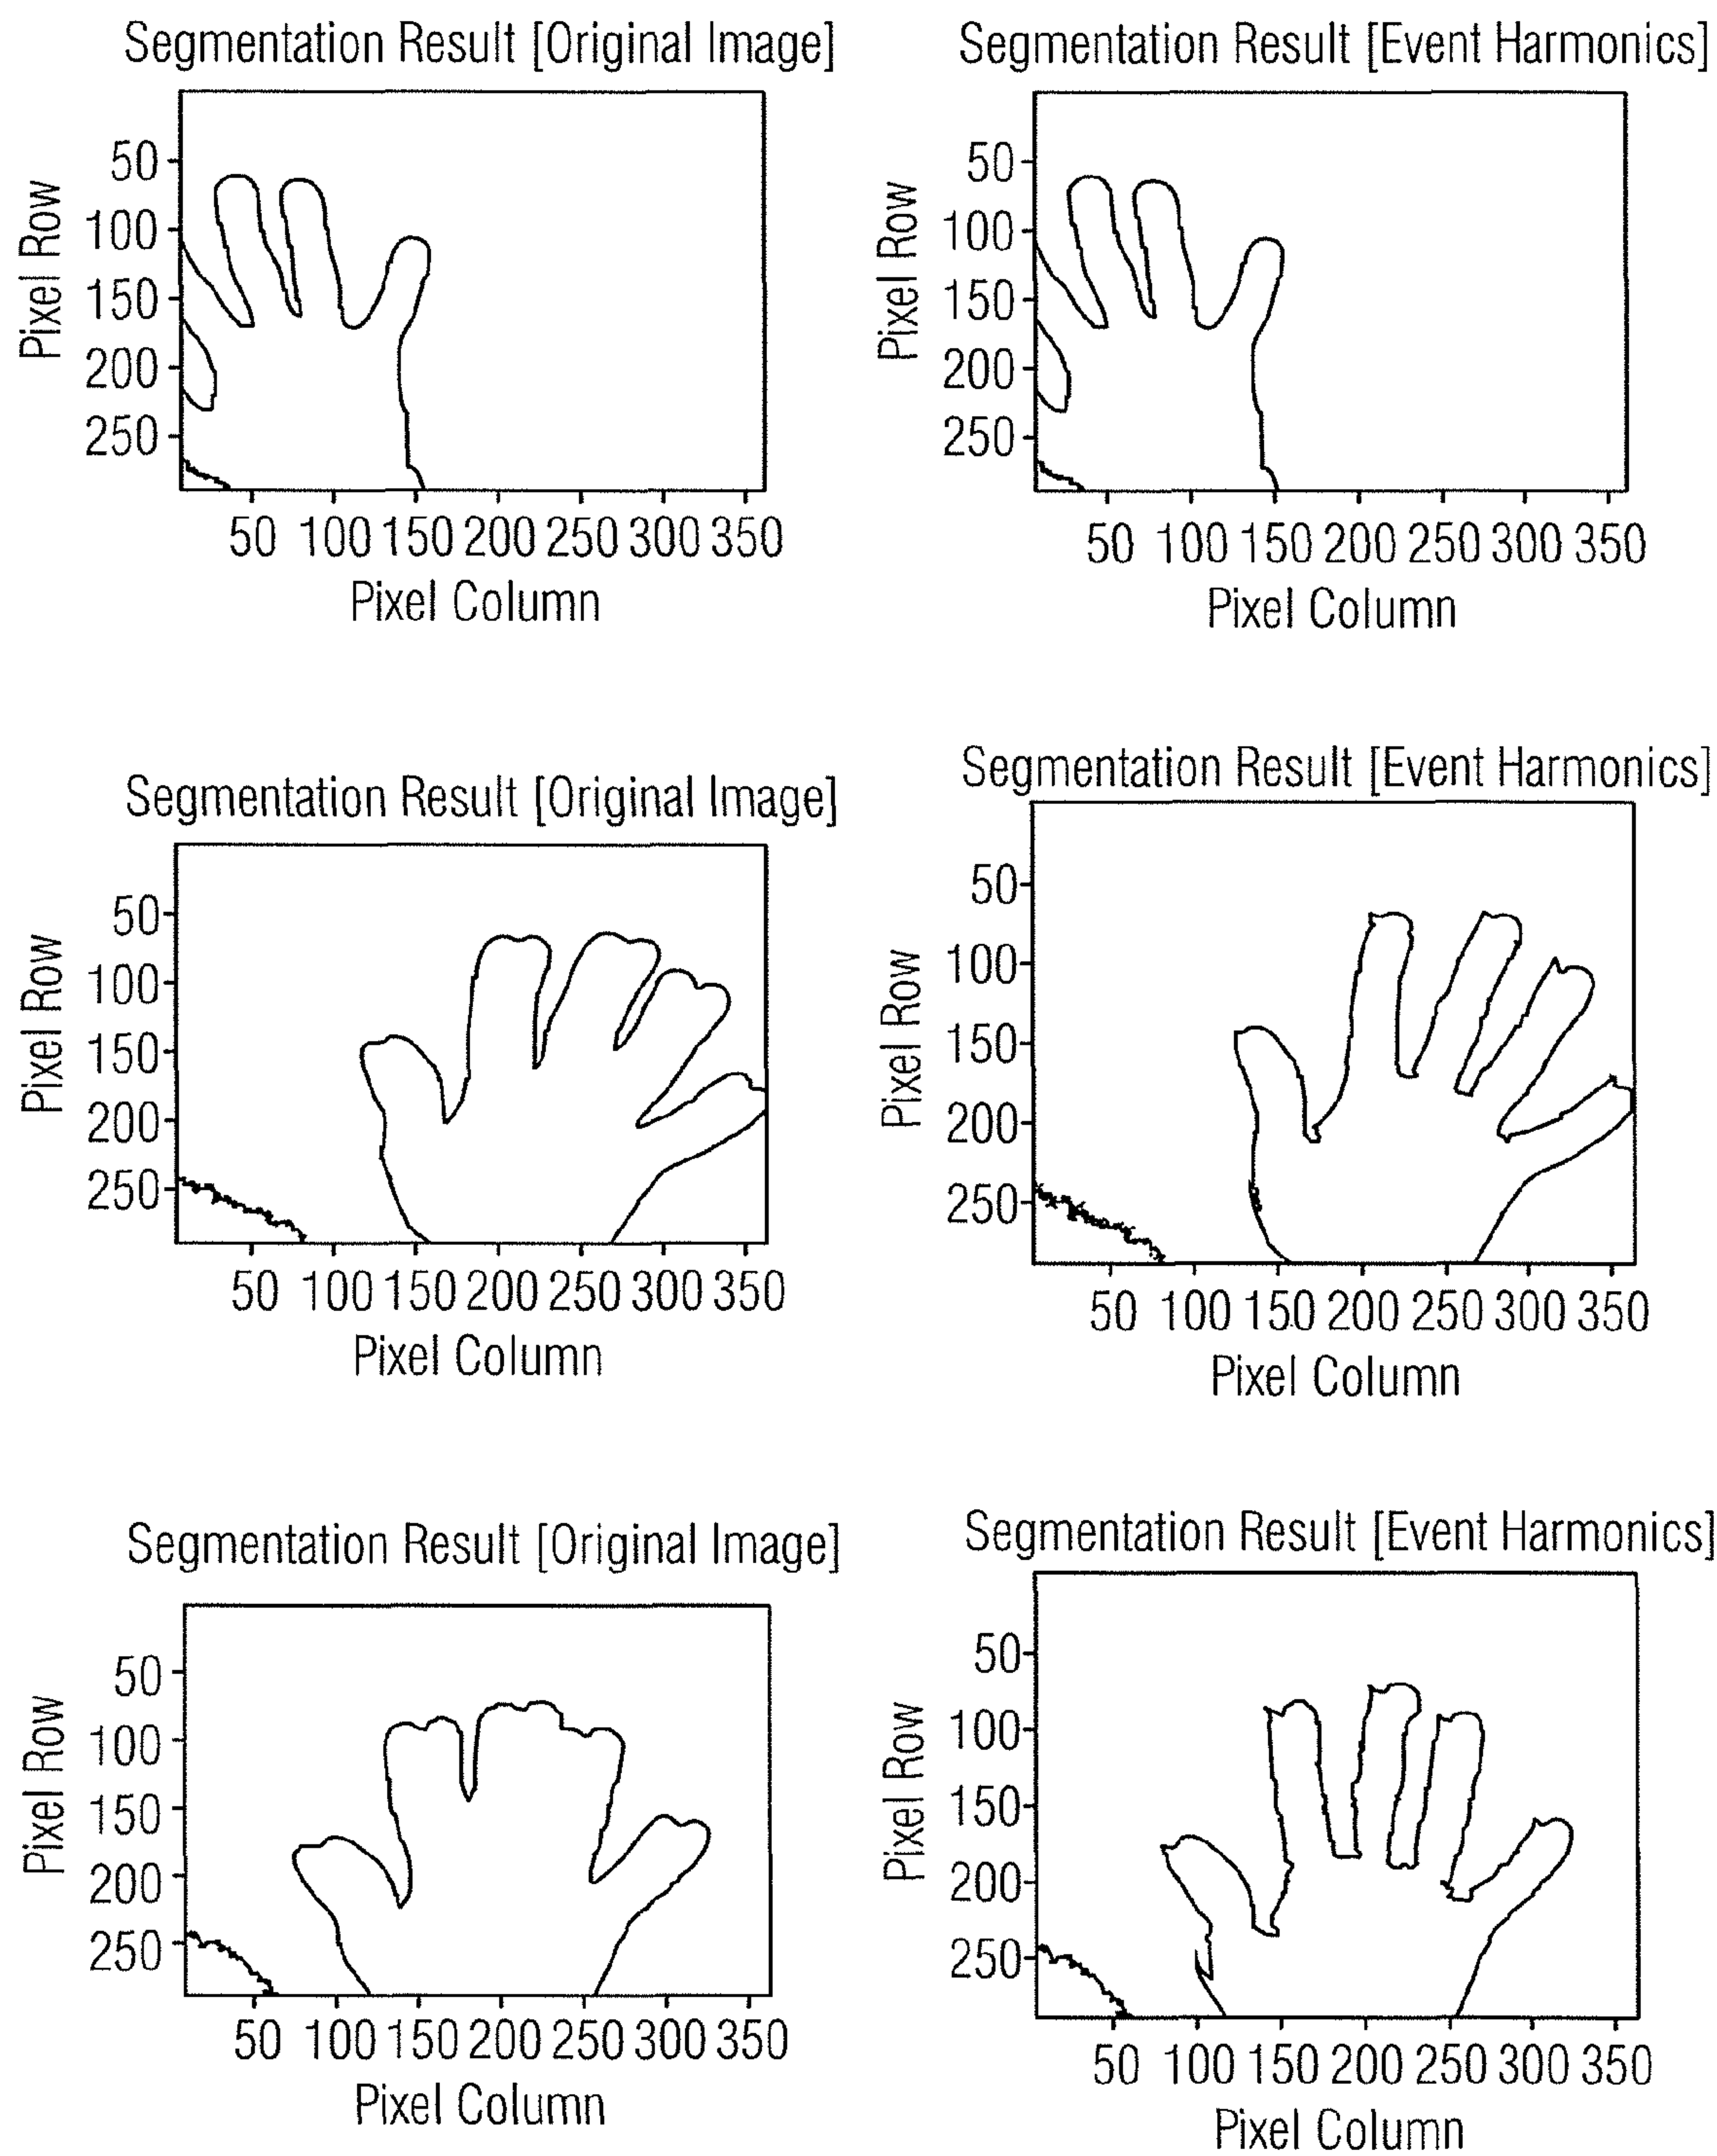 Segmentation Result [Original Image]
Pixel Row
50
100
150
200
250
50 100 150 200 250 300 350
Pixel Column
Segmentation Result [Event Harmonics]
Pixel Row
50
100
150
200
250
50 100 150 200 250 300 350
Pixel Column
Segmentation Result [Original Image]
Pixel Row
50
100
150
200
250
50 100 150 200 250 300 350
Pixel Column
Segmentation Result [Event Harmonics]
Pixel Row
50
100
150
200
250
50 100 150 200 250 300 350
Pixel Column
Segmentation Result [Original Image]
Pixel Row
50
100
150
200
250
50 100 150 200 250 300 350
Pixel Column
Segmentation Result [Event Harmonics]
Pixel Row
50
100
150
200
250
50 100 150 200 250 300 350
Pixel Column